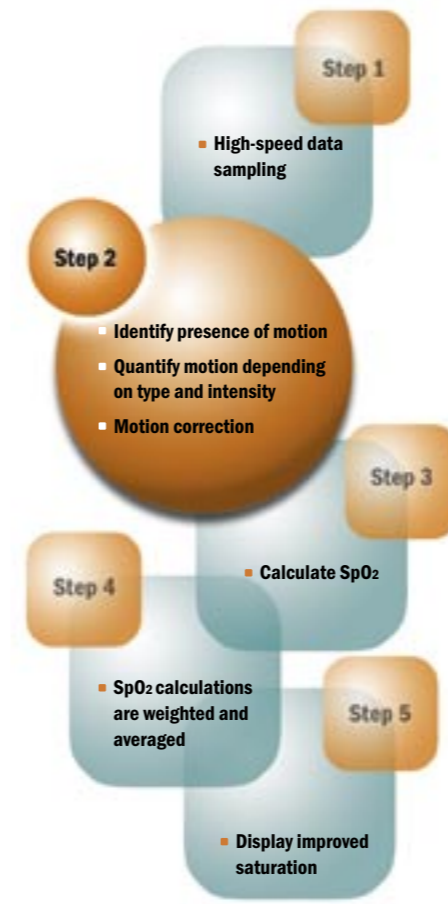 Step 1
High-speed data
sampling
Step 2
Identify presence of motion
Quantify motion depending
on type and intensity
Motion correction
Step 3
Calculate SpO₂
Step 4
SpO₂ calculations
are weighted and
averaged
Step 5
Display improved
saturation